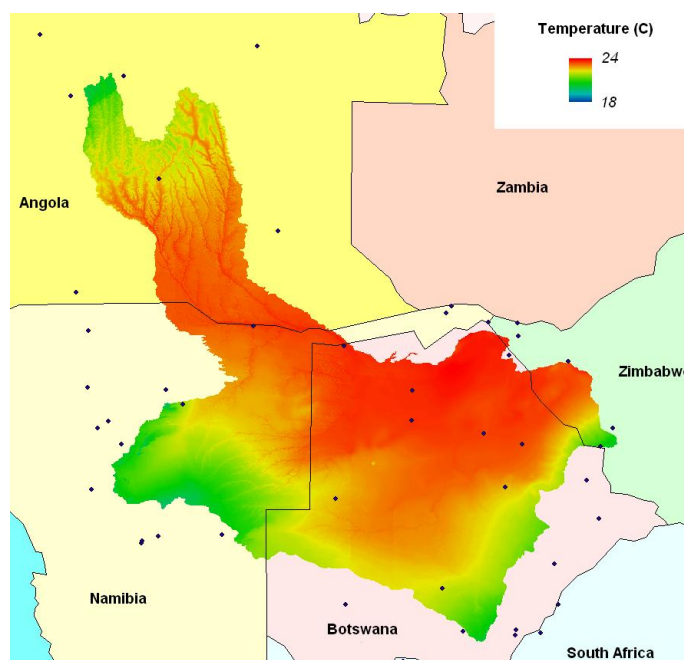 Temperature (C)
24
18
Angola
Zambia
Zimbabwe
Namibia
Botswana
South Africa